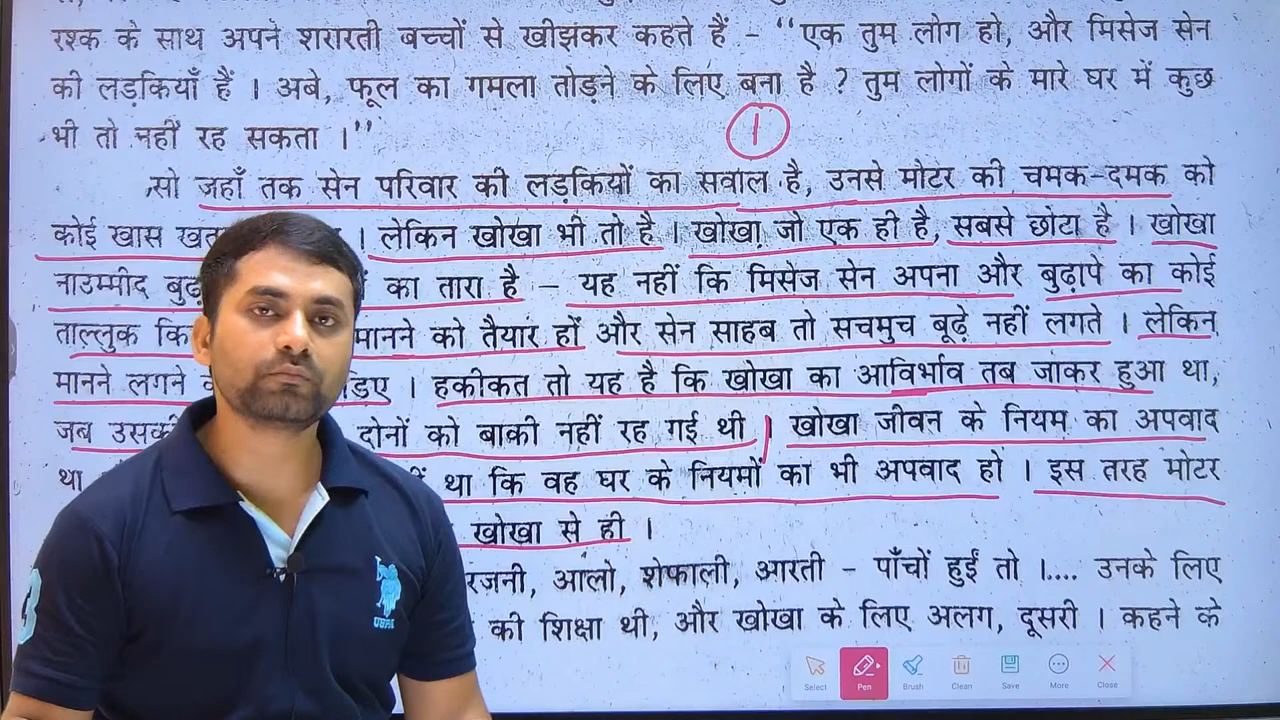 रश्क के साथ अपने शरारती बच्चों से खीझकर कहते हैं - “एक तुम लोग हो, और मिसेज सेन
की लड़कियाँ हैं । अबे, फूल का गमला तोड़ने के लिए बना है ? तुम लोगों के मारे घर में कुछ
भी तो नहीं रह सकता ।”
1
सो जहाँ तक सेन परिवार की लड़कियों का सवाल है, उनसे मोटर की चमक-दमक को
कोई खास । लेकिन खोखा भी तो है । खोखा जो एक ही है, सबसे छोटा है । खोखा
नाउम्मीद का तारा है – यह नहीं कि मिसेज सेन अपना और बुढ़ापे का कोई
ताल्लुक मानने को तैयार हों और सेन साहब तो सचमुच बूढ़े नहीं लगते । लेकिन
मानने लगने । हकीकत तो यह है कि खोखा का आविर्भाव तब जाकर हुआ था,
जब दोनों को बाकी नहीं रह गई थी । खोखा जीवन के नियम का अपवाद
था था कि वह घर के नियमों का भी अपवाद हो । इस तरह मोटर
खोखा से ही ।
रजनी, आलो, शेफाली, आरती – पाँचों हुईं तो ।.... उनके लिए
की शिक्षा थी, और खोखा के लिए अलग, दूसरी । कहने के
3
USPA
Select Pen Brush Clean Save More Close